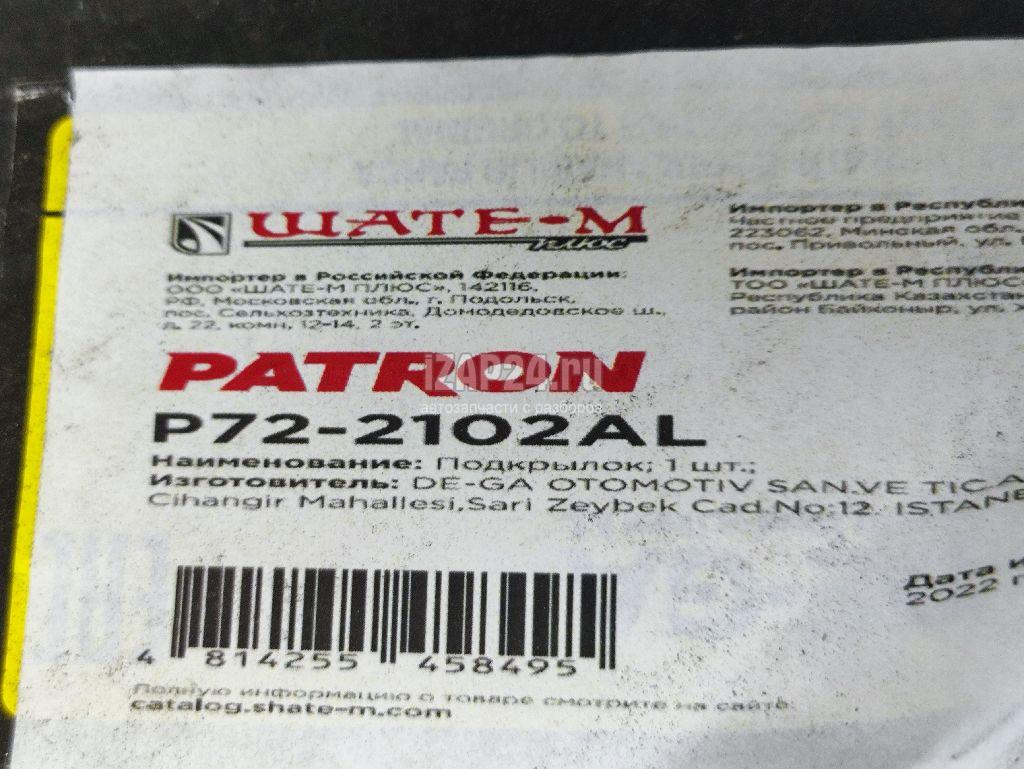 ШАТЕ-М
плюс
Импортер в Российской Федерации:
ООО «ШАТЕ-М ПЛЮС», 142116,
РФ, Московская обл., г. Подольск,
пос. Сельхозтехника, Домодедовское ш.,
д. 22, комн, 12-14, 2 эт.
Импортер в Республи
Частное предприятие
223062, Минская обл.
пос. Привольный, ул.
Импортер в Республи
ТОО «ШАТЕ-М ПЛЮС
Республика Казахстан
район Байконыр, ул.
PATRON
iZAP24.ru
автозапчасти с разборов
P72-2102AL
Наименование: Подкрылок; 1 шт.;
Изготовитель: DE-GA OTOMOTIV SAN.VE TIC.A
Cihangir Mahallesi,Sari Zeybek Cad.No:12 ISTANB
Дата и
2022 г
4 814255 458495
Полную информацию о товаре смотрите на сайте:
catalog.shate-m.com